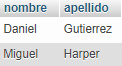 nombre apellido
Daniel Gutierrez
Miguel Harper